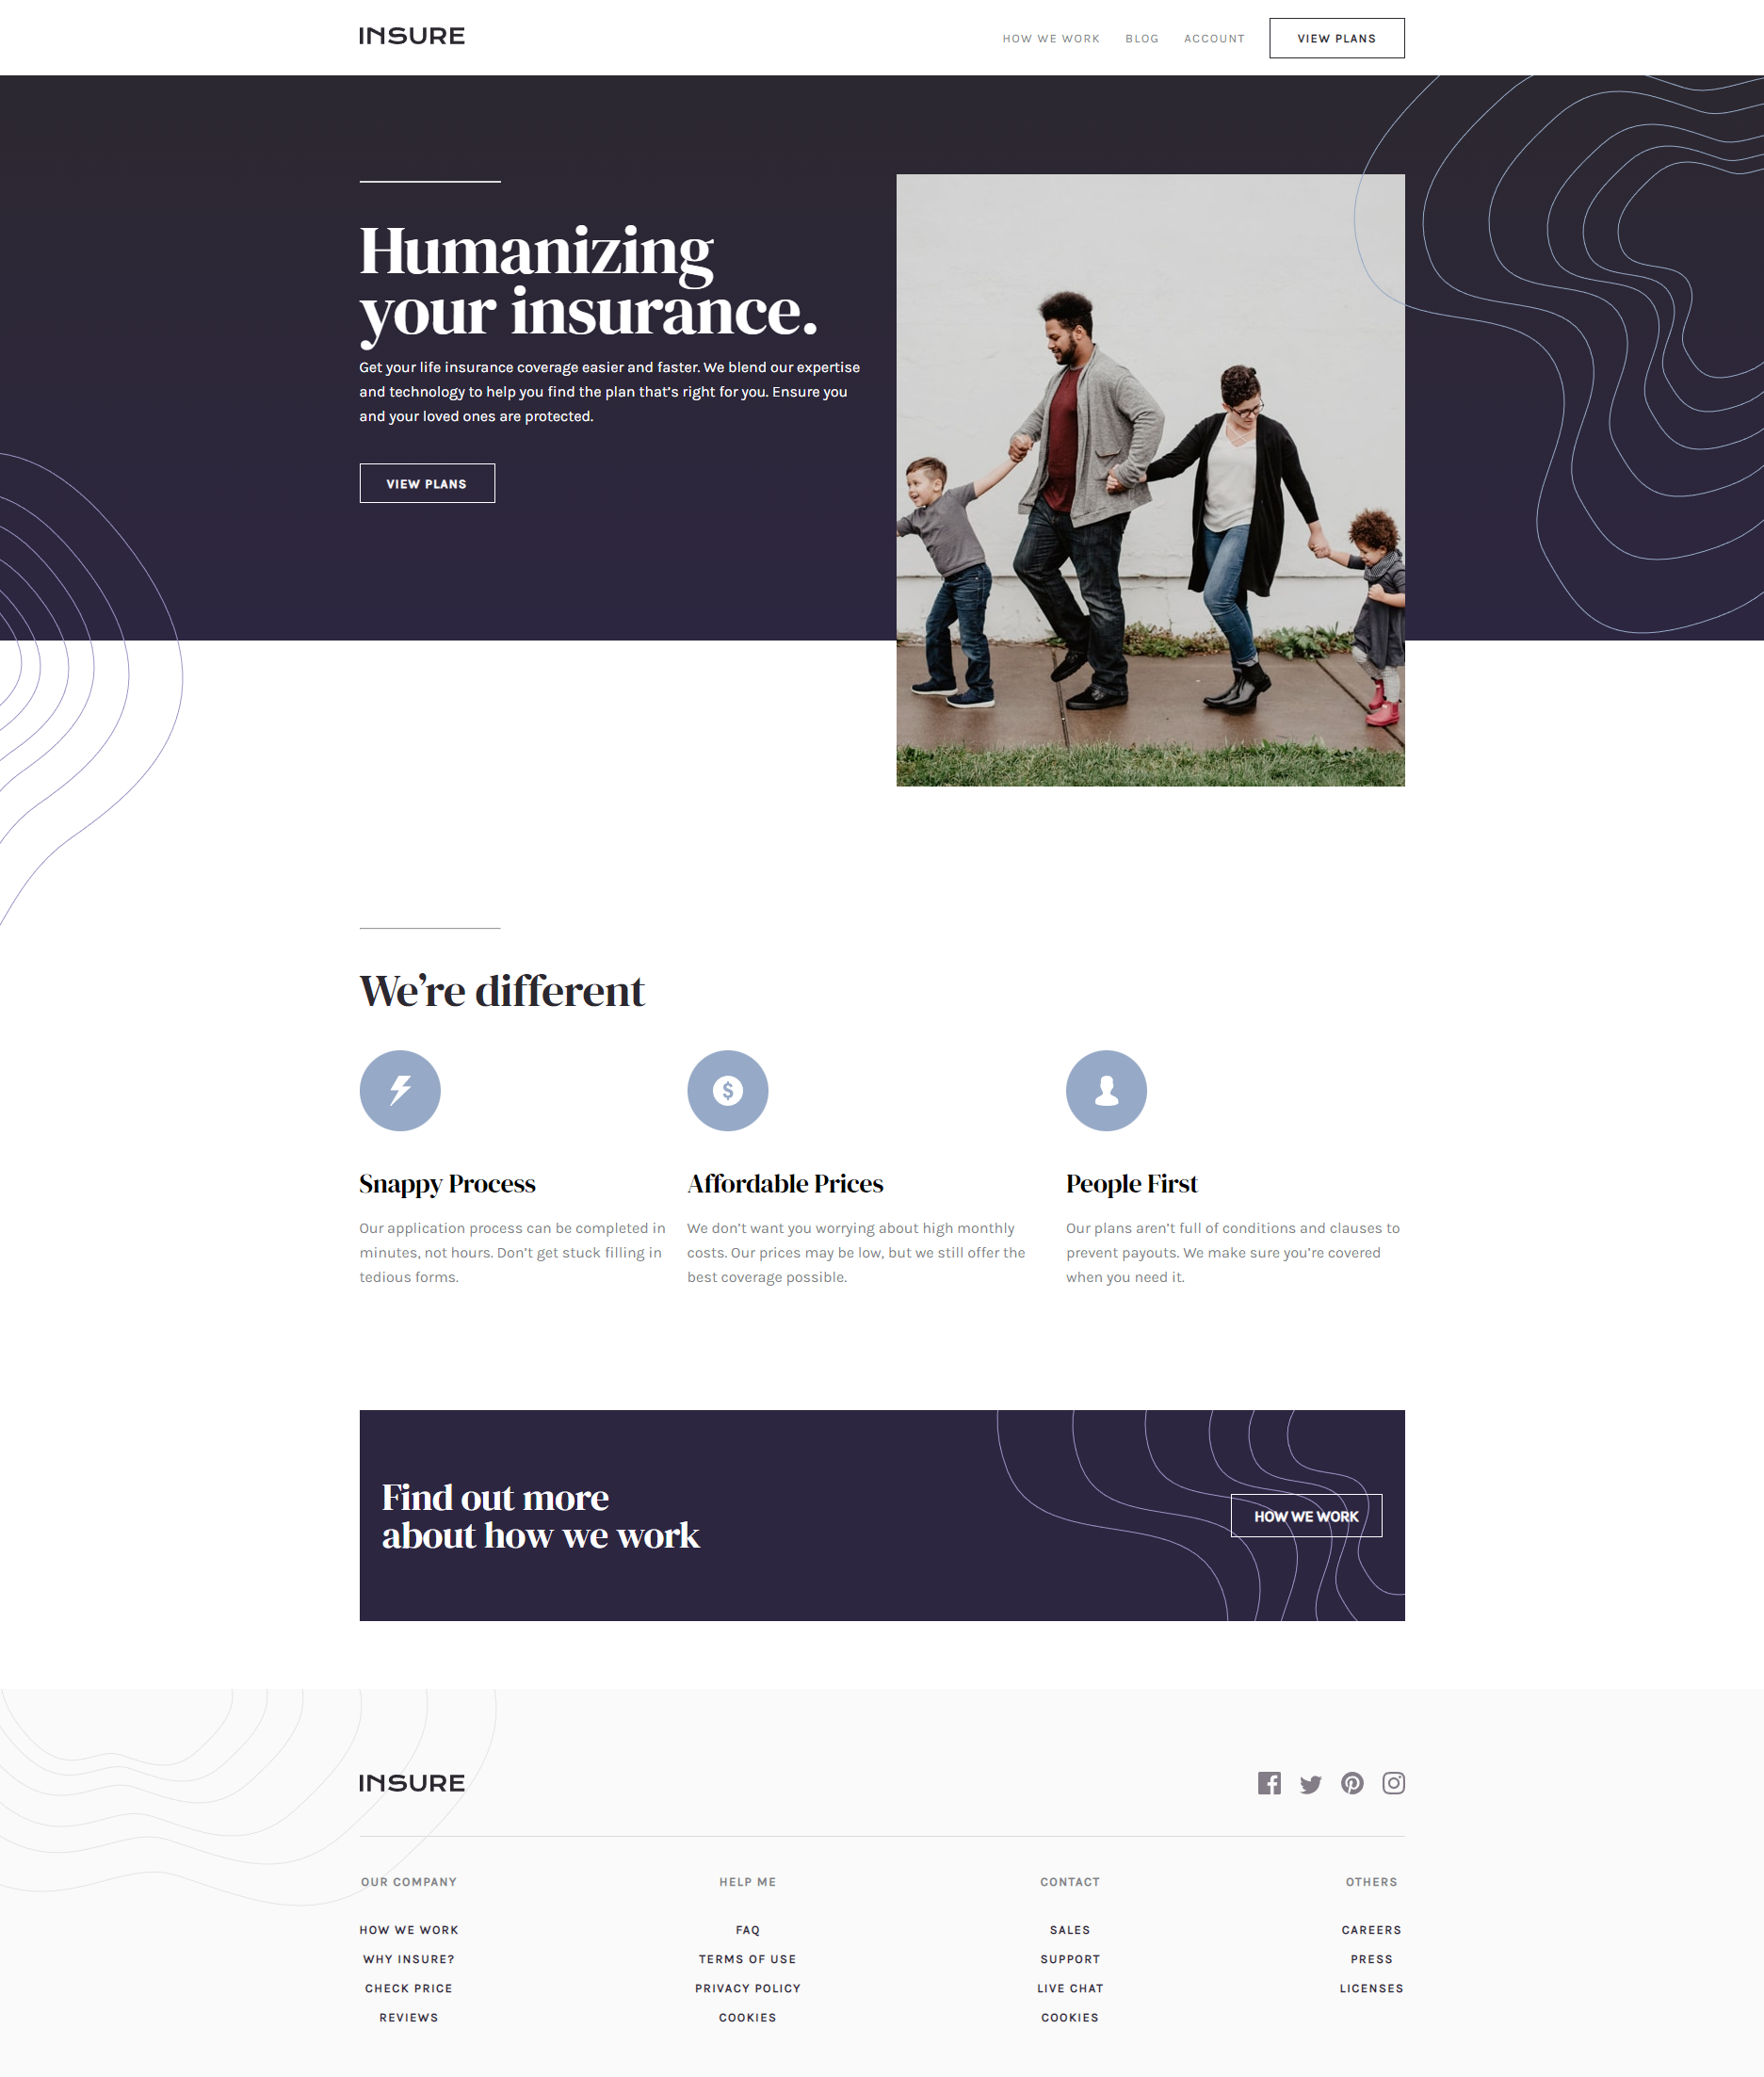 INSURE
HOW WE WORK BLOG ACCOUNT VIEW PLANS
Humanizing
your insurance.
Get your life insurance coverage easier and faster. We blend our expertise
and technology to help you find the plan that’s right for you. Ensure you
and your loved ones are protected.
VIEW PLANS
We’re different
Snappy Process
Our application process can be completed in
minutes, not hours. Don’t get stuck filling in
tedious forms.
Affordable Prices
We don’t want you worrying about high monthly
costs. Our prices may be low, but we still offer the
best coverage possible.
People First
Our plans aren’t full of conditions and clauses to
prevent payouts. We make sure you’re covered
when you need it.
Find out more
about how we work
HOW WE WORK
INSURE
OUR COMPANY
HOW WE WORK
WHY INSURE?
CHECK PRICE
REVIEWS
HELP ME
FAQ
TERMS OF USE
PRIVACY POLICY
COOKIES
CONTACT
SALES
SUPPORT
LIVE CHAT
COOKIES
OTHERS
CAREERS
PRESS
LICENSES